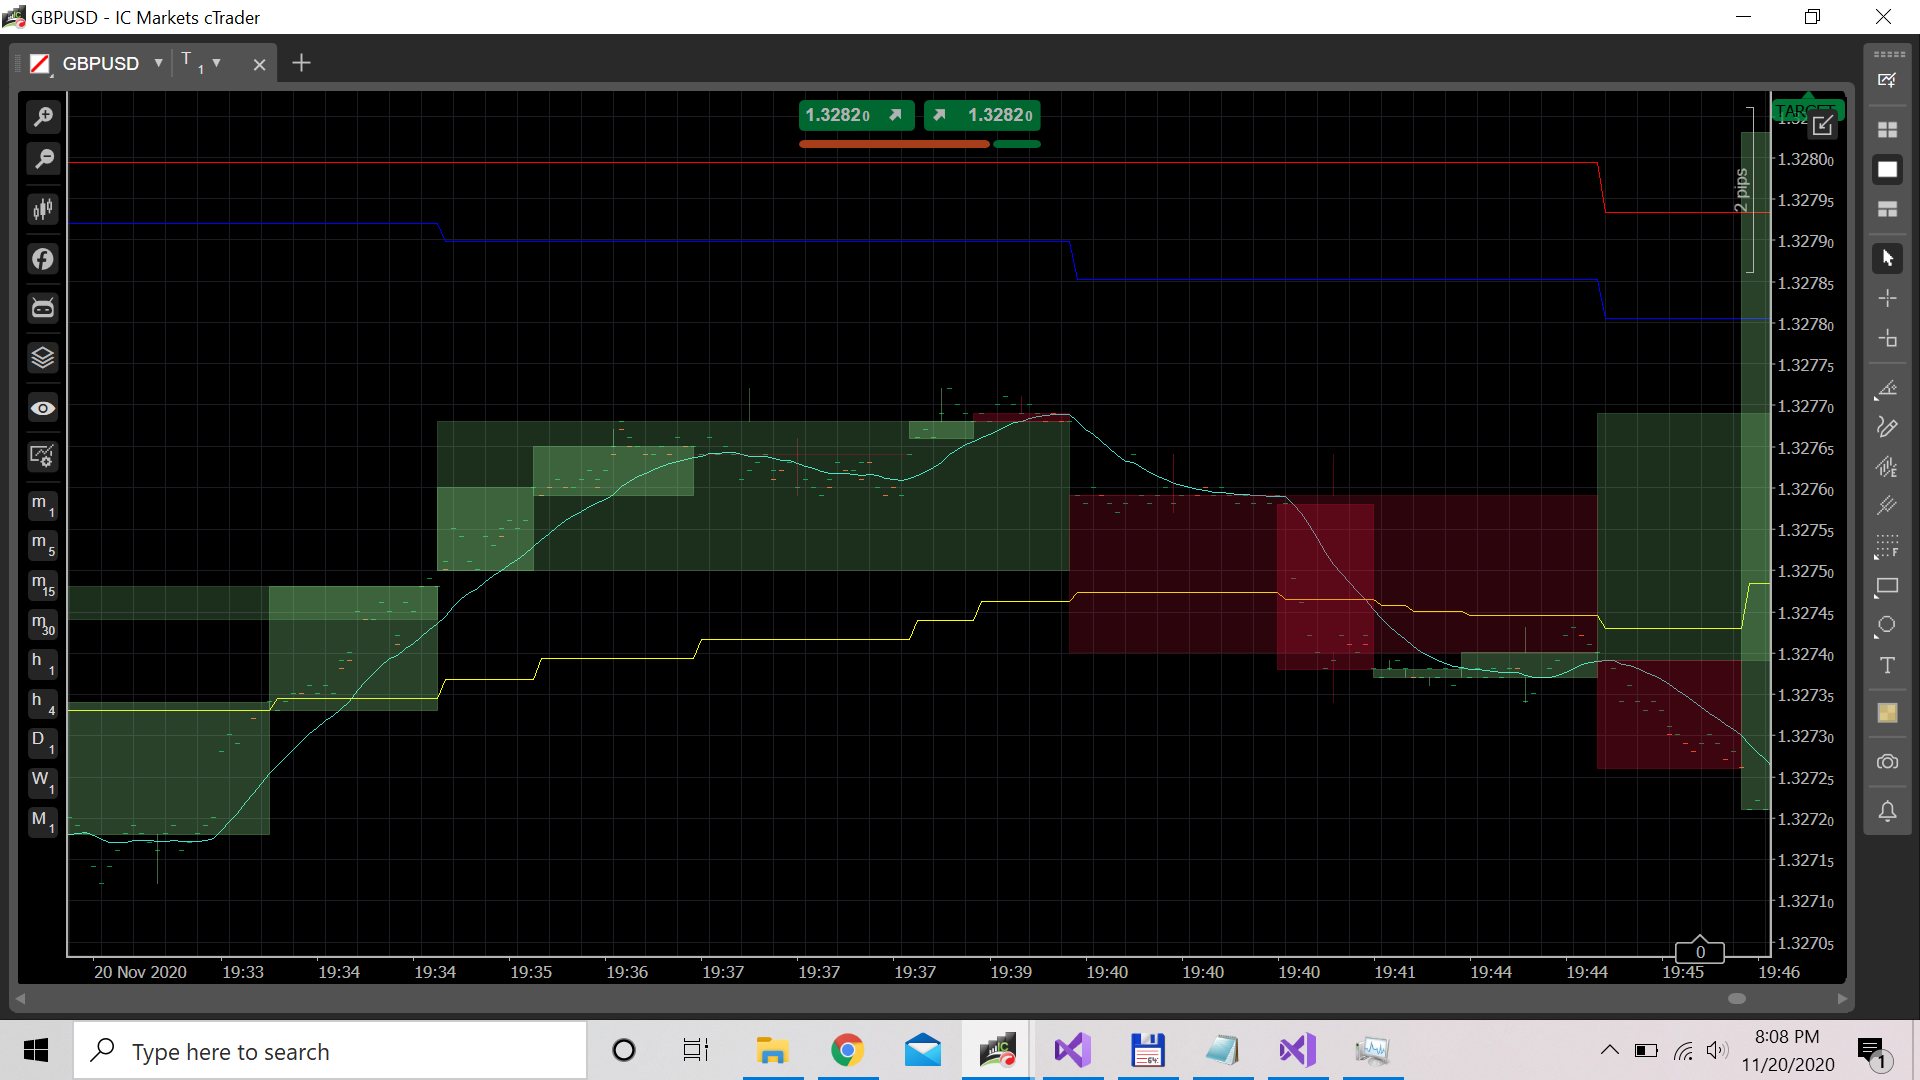 GBPUSD - IC Markets cTrader
GBPUSD T 1
1.32820 1.32820
TARGET
1.32800
1.32795
1.32790
1.32785
1.32780
1.32775
1.32770
1.32765
1.32760
1.32755
1.32750
1.32745
1.32740
1.32735
1.32730
1.32725
1.32720
1.32715
1.32710
1.32705
2 pips
m1
m5
m15
m30
h1
h4
D1
W1
M1
E
F
T
0
20 Nov 2020 19:33 19:34 19:34 19:35 19:36 19:37 19:37 19:37 19:39 19:40 19:40 19:40 19:41 19:44 19:44 19:45 19:46
Type here to search
IC
64
8:08 PM
11/20/2020
1